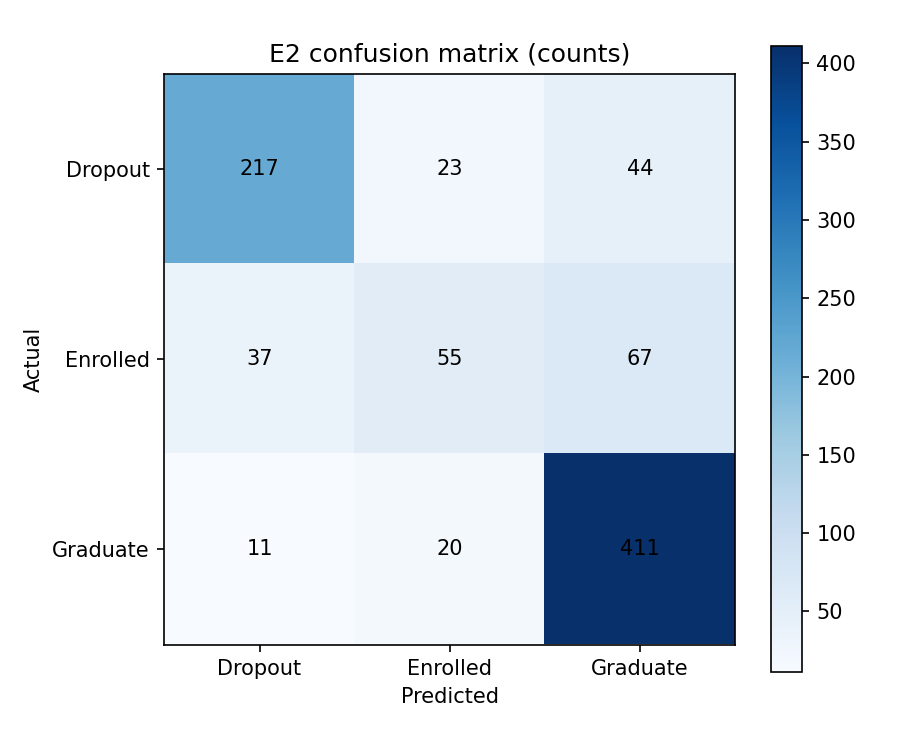 E2 confusion matrix (counts)
Actual
Dropout 217 23 44
Enrolled 37 55 67
Graduate 11 20 411
Dropout Enrolled Graduate
Predicted
400
350
300
250
200
150
100
50